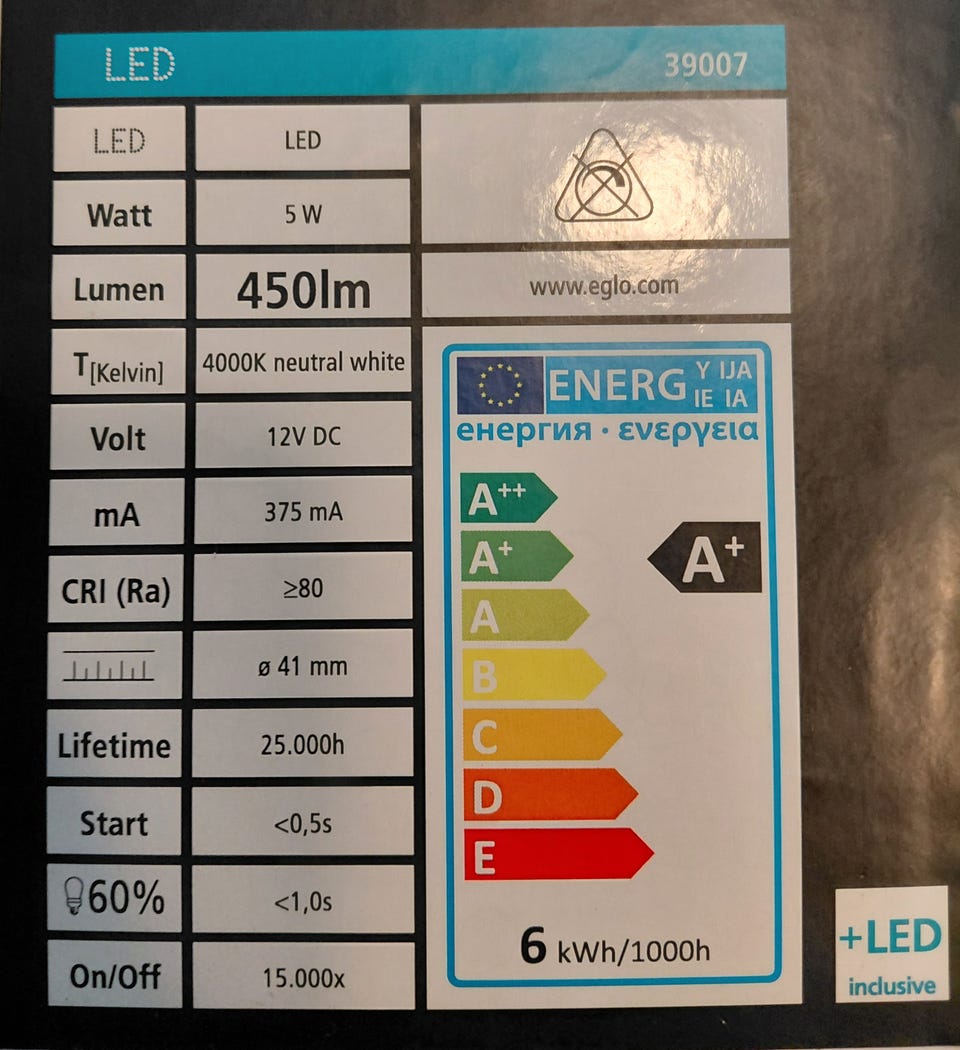 LED 39007
LED LED
Watt 5 W
Lumen 450lm
T[Kelvin] 4000K neutral white
Volt 12V DC
mA 375 mA
CRI (Ra) ≥80
ø 41 mm
Lifetime 25.000h
Start <0,5s
60% <1,0s
On/Off 15.000x
www.eglo.com
ENERG Y IJA
IE IA
енергия · ενεργεια
A++
A+ A+
A
B
C
D
E
6 kWh/1000h
+LED
inclusive